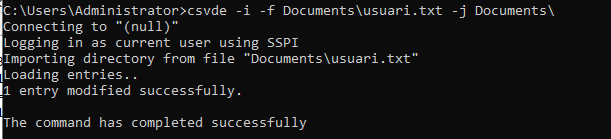 C:\Users\Administrator>csvde -i -f Documents\usuari.txt -j Documents\
Connecting to "(null)"
Logging in as current user using SSPI
Importing directory from file "Documents\usuari.txt"
Loading entries..
1 entry modified successfully.
The command has completed successfully